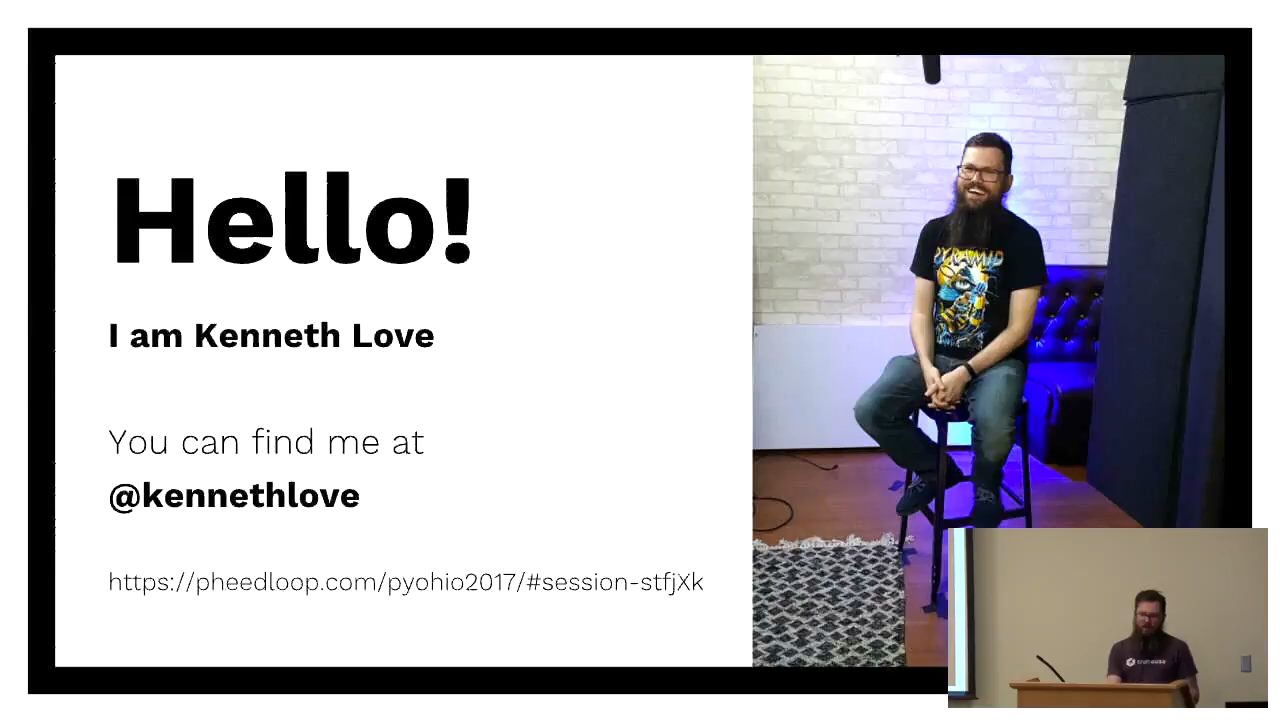 Hello!
I am Kenneth Love
You can find me at
@kennethlove
https://pheedloop.com/pyohio2017/#session-stfjXk
PYRAMID